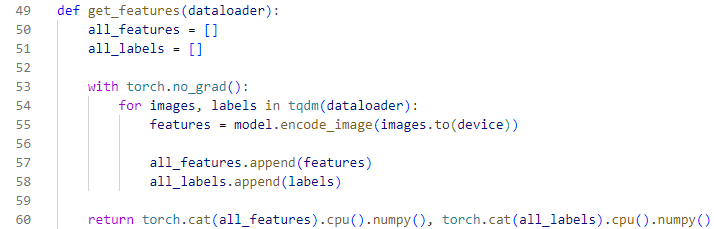 49 def get_features(dataloader):
50     all_features = []
51     all_labels = []
52
53     with torch.no_grad():
54         for images, labels in tqdm(dataloader):
55             features = model.encode_image(images.to(device))
56
57             all_features.append(features)
58             all_labels.append(labels)
59
60     return torch.cat(all_features).cpu().numpy(), torch.cat(all_labels).cpu().numpy()